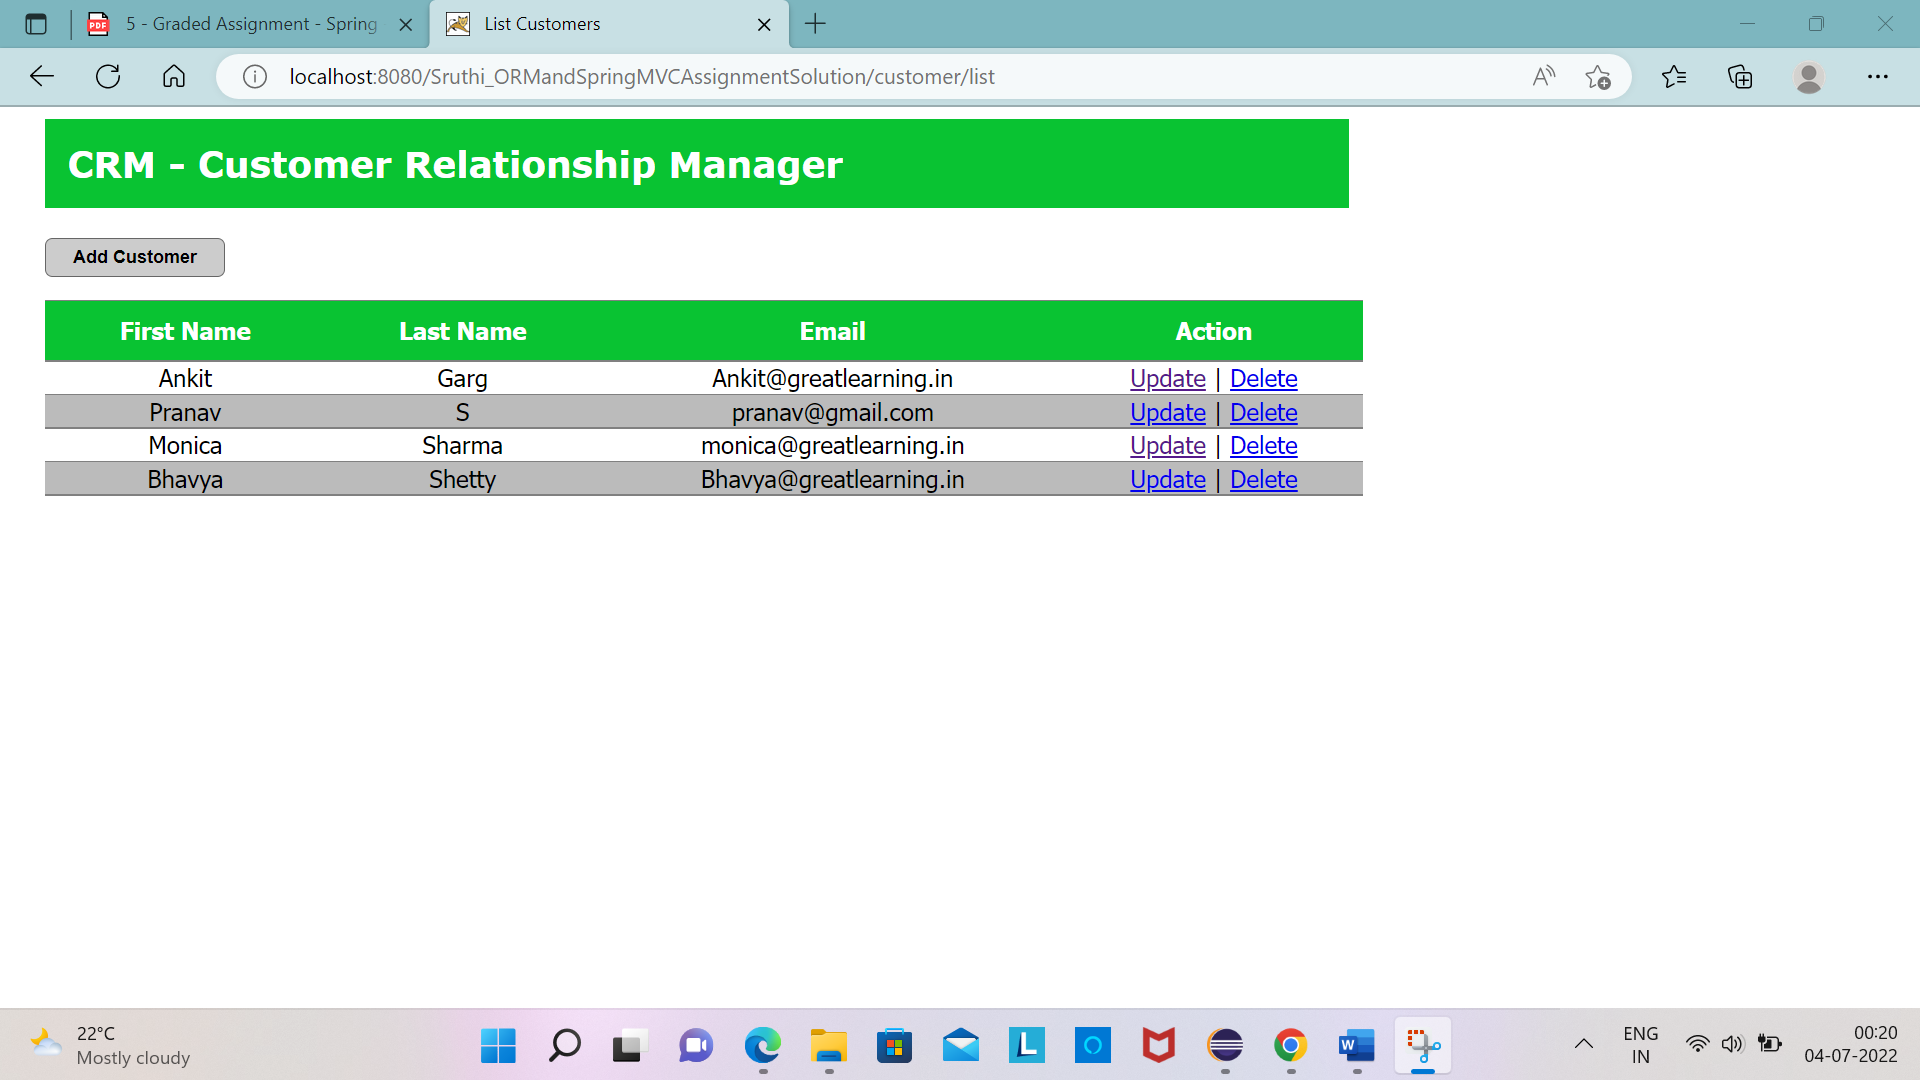 5 - Graded Assignment - Spring
List Customers
localhost:8080/Sruthi_ORMandSpringMVCAssignmentSolution/customer/list
CRM - Customer Relationship Manager
Add Customer
First Name Last Name Email Action
Ankit Garg Ankit@greatlearning.in Update | Delete
Pranav S pranav@gmail.com Update | Delete
Monica Sharma monica@greatlearning.in Update | Delete
Bhavya Shetty Bhavya@greatlearning.in Update | Delete
22°C
Mostly cloudy
ENG
IN
00:20
04-07-2022